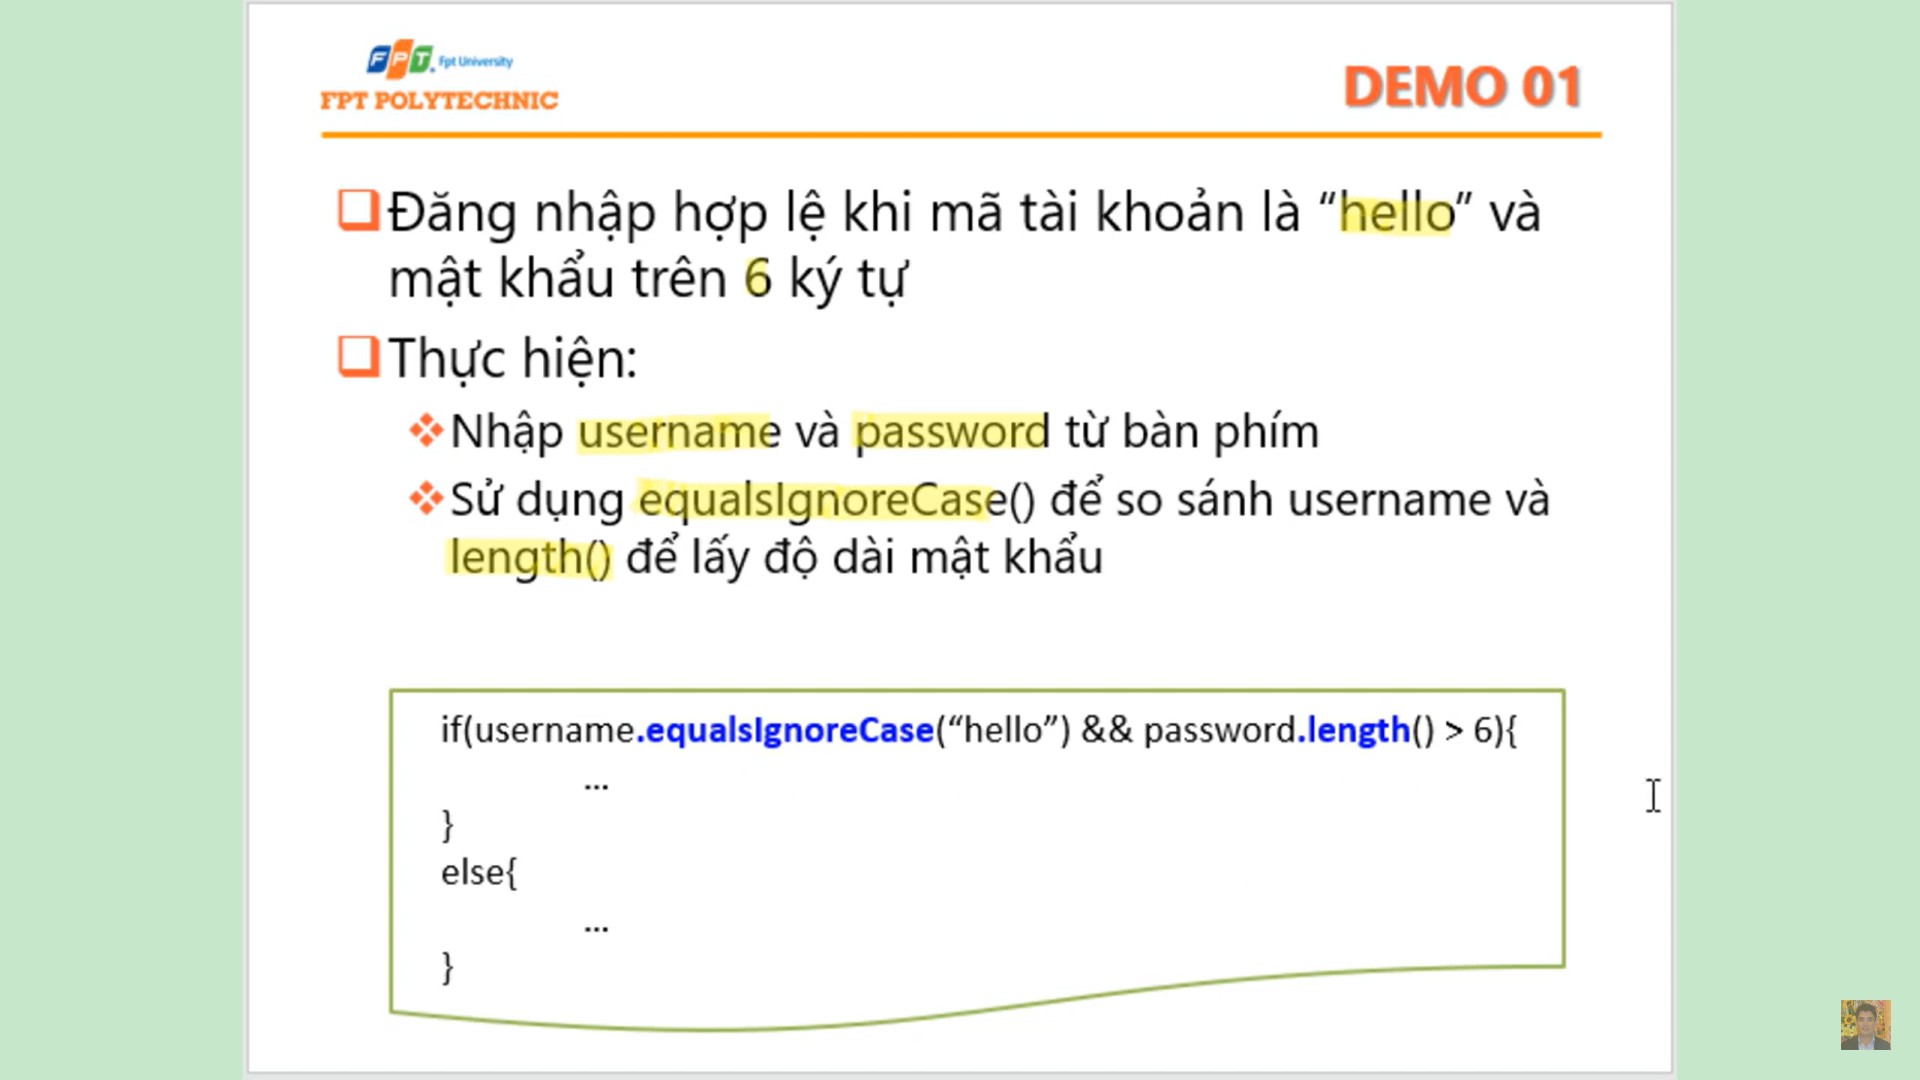 FPT Fpt University
FPT POLYTECHNIC
DEMO 01
Đăng nhập hợp lệ khi mã tài khoản là “hello” và
mật khẩu trên 6 ký tự
Thực hiện:
Nhập username và password từ bàn phím
Sử dụng equalsIgnoreCase() để so sánh username và
length() để lấy độ dài mật khẩu
if(username.equalsIgnoreCase(“hello”) && password.length() > 6){
...
}
else{
...
}